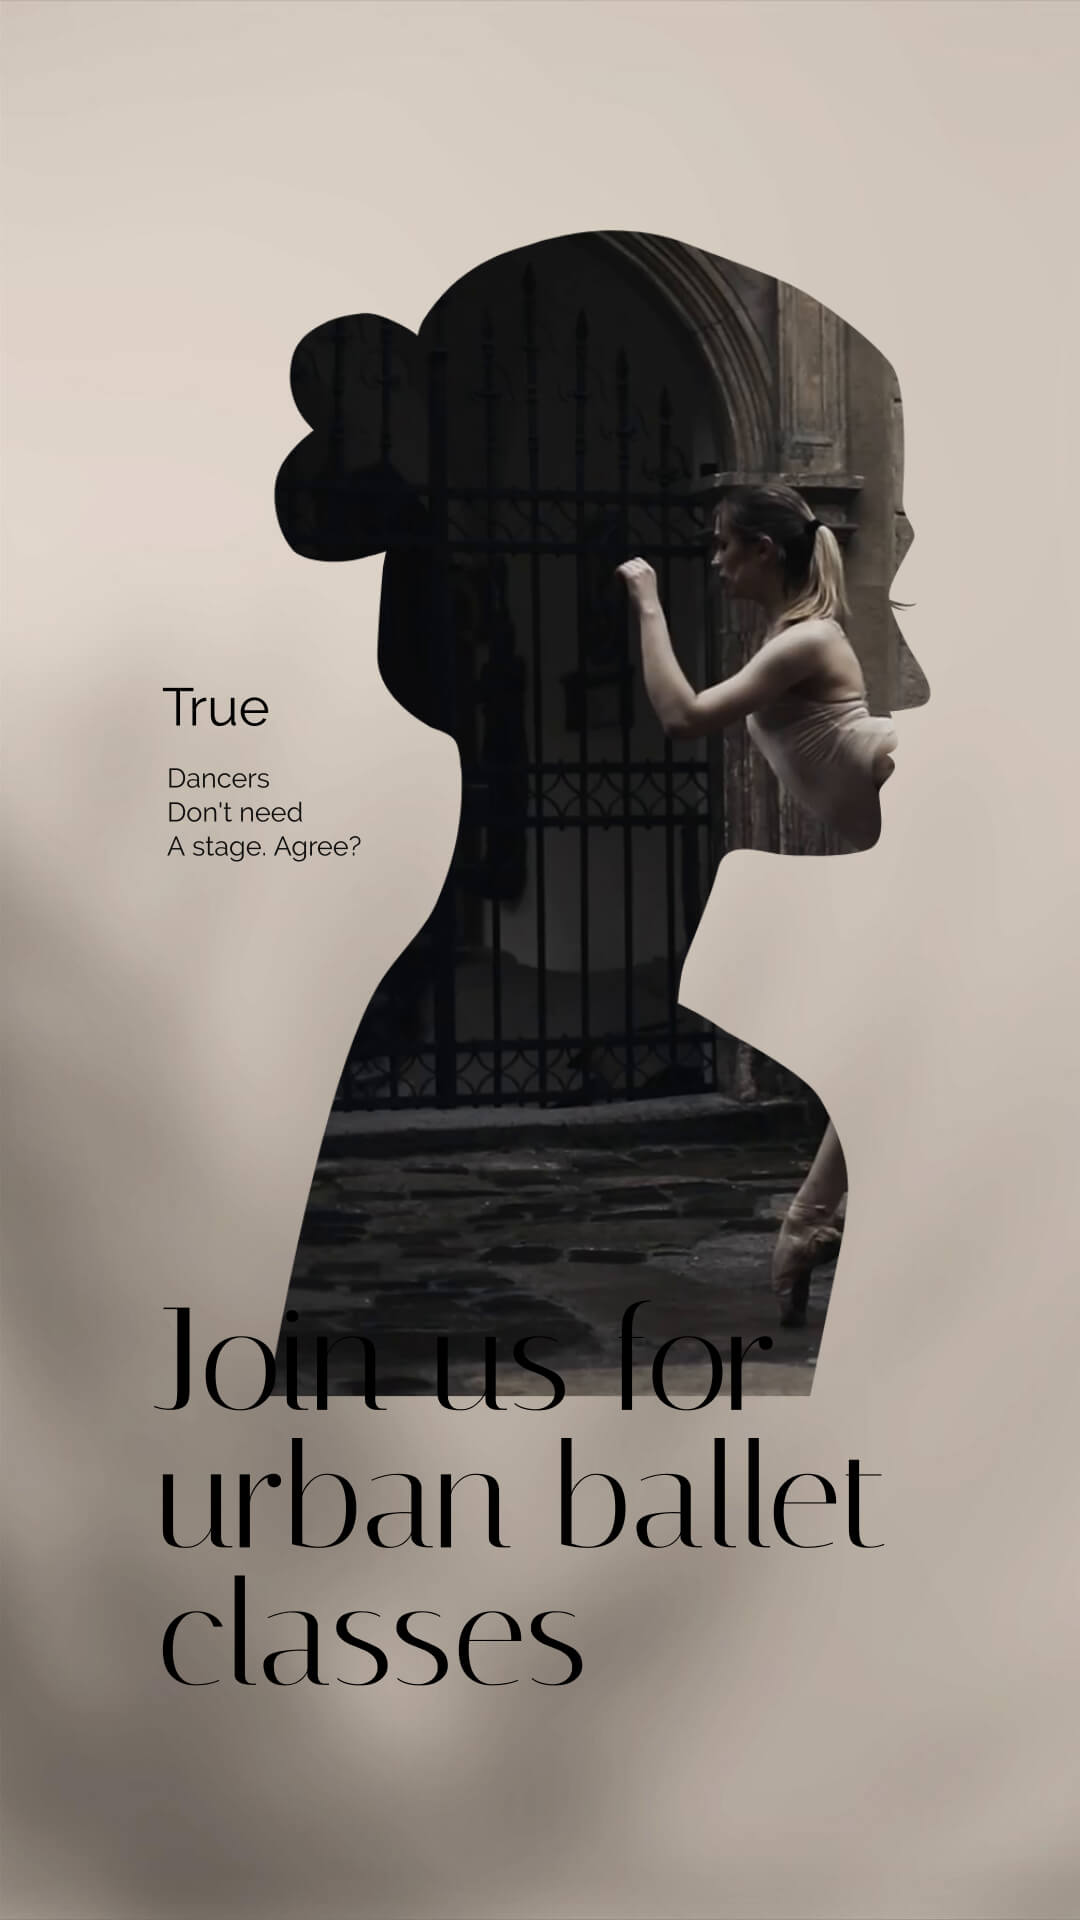 True
Dancers
Don't need
A stage. Agree?
Join us for
urban ballet
classes